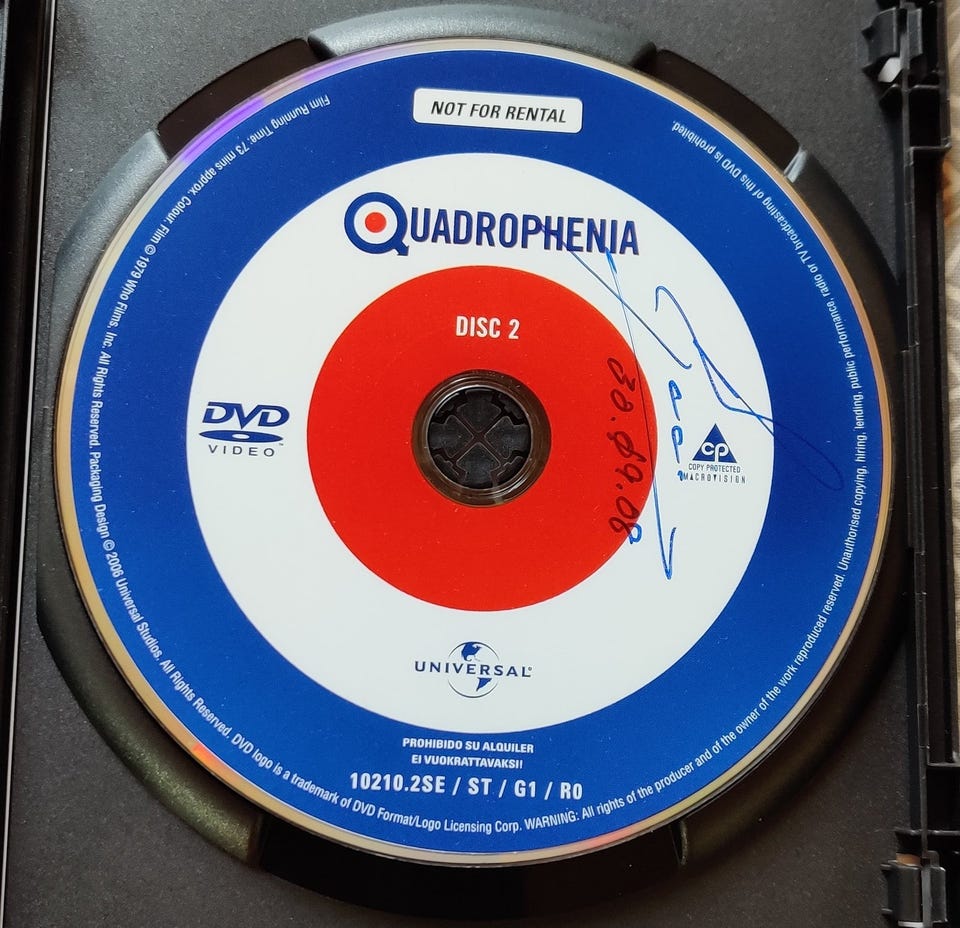 NOT FOR RENTAL
QUADROPHENIA
DISC 2
DVD
VIDEO
30.09.08
CP
COPY PROTECTED
MACROVISION
UNIVERSAL
PROHIBIDO SU ALQUILER
EI VUOKRATTAVAKSI!
10210.2SE / ST / G1 / R0
Film Running Time: 73 mins approx. Colour. Film © 1979 Who Films, Inc. All Rights Reserved. Packaging Design © 2006 Universal Studios. All Rights Reserved. DVD logo is a trademark of DVD Format/Logo Licensing Corp. WARNING: All rights of the producer and of the owner of the work reproduced reserved. Unauthorised copying, hiring, lending, public performance, radio or TV broadcasting of this DVD is prohibited.